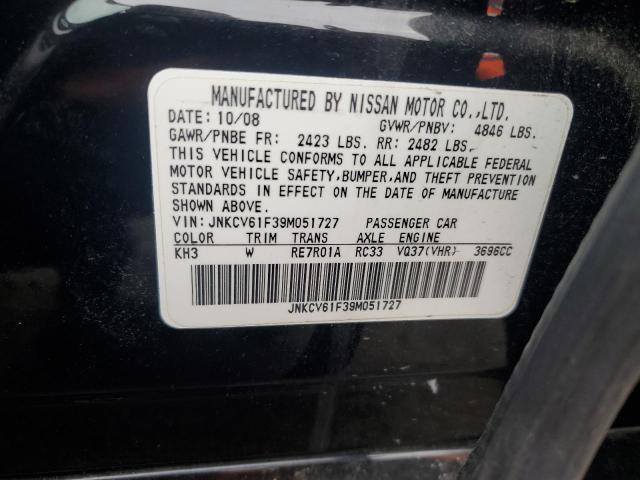 MANUFACTURED BY NISSAN MOTOR CO.,LTD.
DATE: 10/08 GVWR/PNBV: 4846 LBS.
GAWR/PNBE FR: 2423 LBS. RR: 2482 LBS.
THIS VEHICLE CONFORMS TO ALL APPLICABLE FEDERAL
MOTOR VEHICLE SAFETY, BUMPER, AND THEFT PREVENTION
STANDARDS IN EFFECT ON THE DATE OF MANUFACTURE
SHOWN ABOVE.
VIN: JNKCV61F39M051727 PASSENGER CAR
COLOR TRIM TRANS AXLE ENGINE
KH3 W RE7R01A RC33 VQ37(VHR) 3696CC
JNKCV61F39M051727